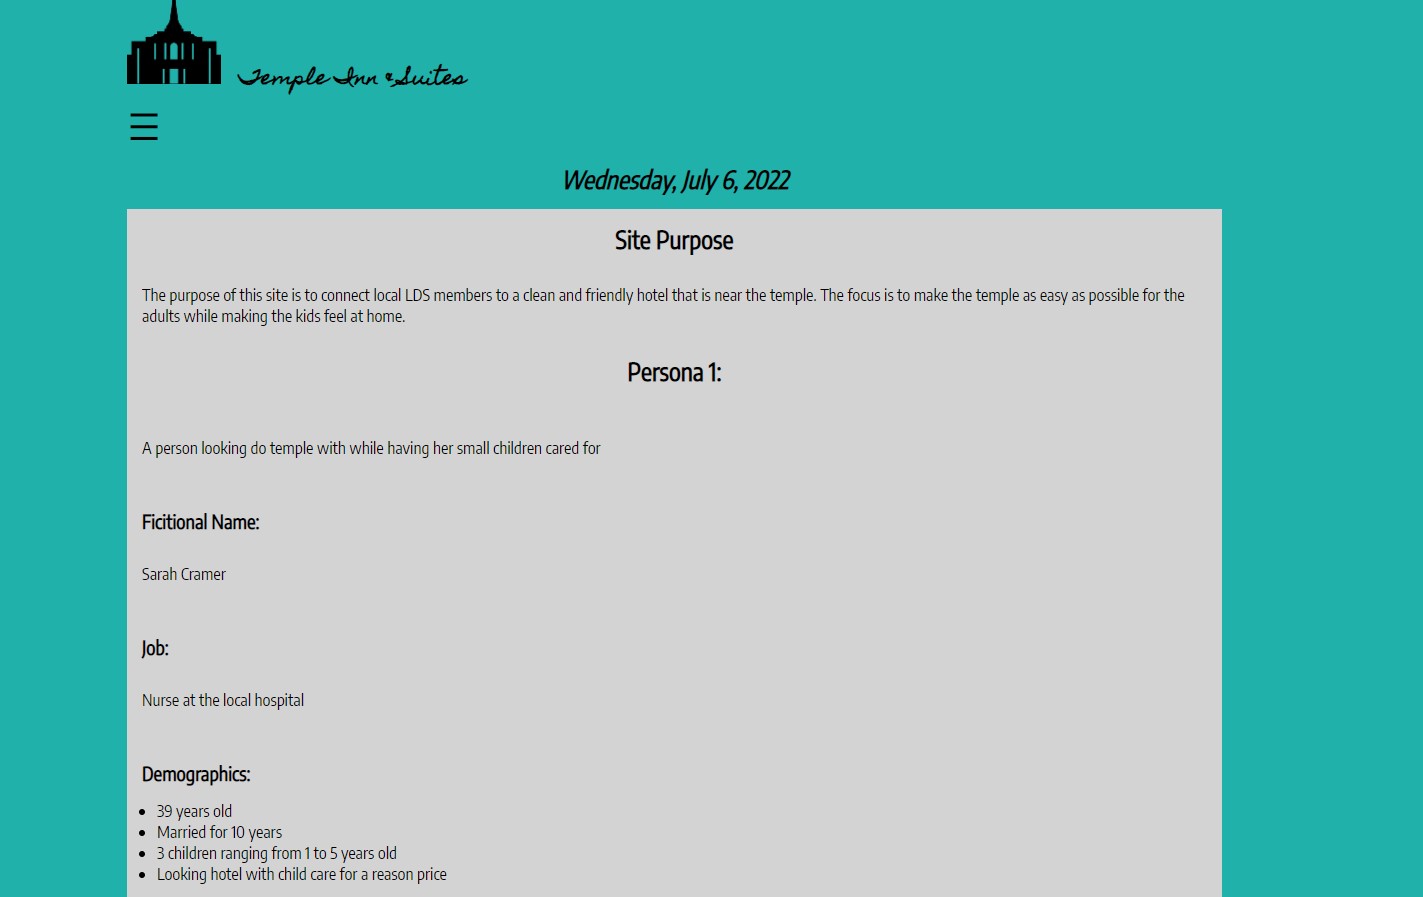 Temple Inn & Suites
Wednesday, July 6, 2022
Site Purpose
The purpose of this site is to connect local LDS members to a clean and friendly hotel that is near the temple. The focus is to make the temple as easy as possible for the
adults while making the kids feel at home.
Persona 1:
A person looking do temple with while having her small children cared for
Ficitional Name:
Sarah Cramer
Job:
Nurse at the local hospital
Demographics:
39 years old
Married for 10 years
3 children ranging from 1 to 5 years old
Looking hotel with child care for a reason price